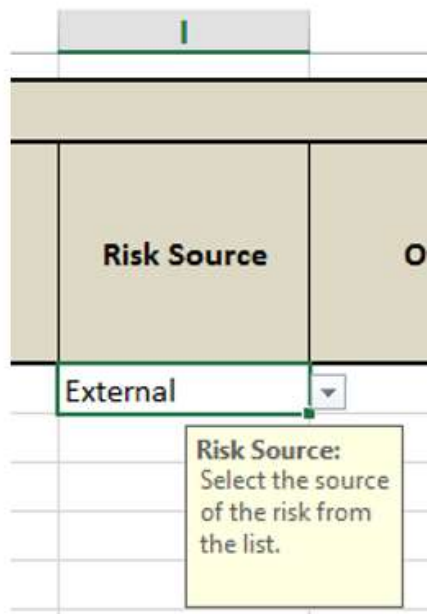 I
Risk Source
O
External
Risk Source:
Select the source
of the risk from
the list.